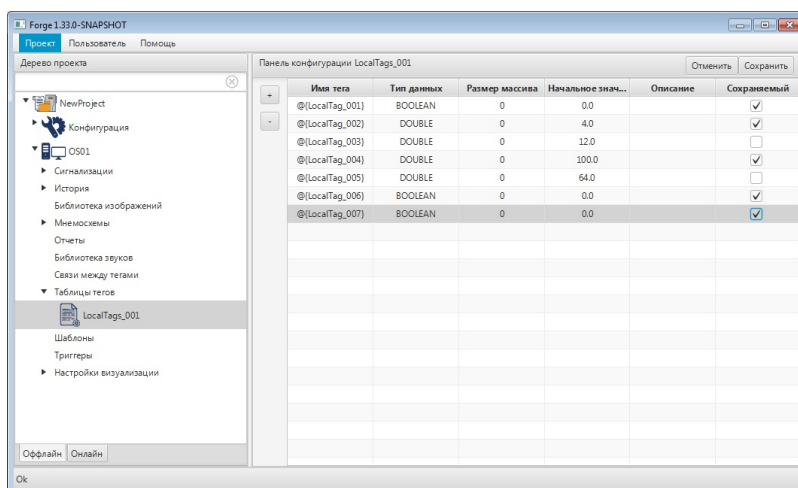 Forge 1.33.0-SNAPSHOT
Проект Пользователь Помощь
Дерево проекта
NewProject
Конфигурация
OS01
Сигнализации
История
Библиотека изображений
Мнемосхемы
Отчеты
Библиотека звуков
Связи между тегами
Таблицы тегов
LocalTags_001
Шаблоны
Триггеры
Настройки визуализации
Оффлайн Онлайн
Панель конфигурации LocalTags_001
Отменить Сохранить
+
-
Имя тега Тип данных Размер массива Начальное знач... Описание Сохраняемый
@{LocalTag_001} BOOLEAN 0 0.0
@{LocalTag_002} DOUBLE 0 4.0
@{LocalTag_003} DOUBLE 0 12.0
@{LocalTag_004} DOUBLE 0 100.0
@{LocalTag_005} DOUBLE 0 64.0
@{LocalTag_006} BOOLEAN 0 0.0
@{LocalTag_007} BOOLEAN 0 0.0
Ok